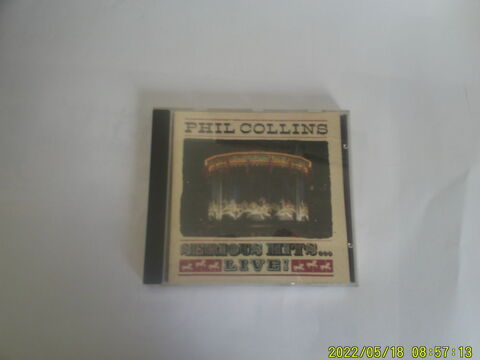 PHIL COLLINS
SERIOUS HITS...
LIVE!
2022/05/18 08:57:13